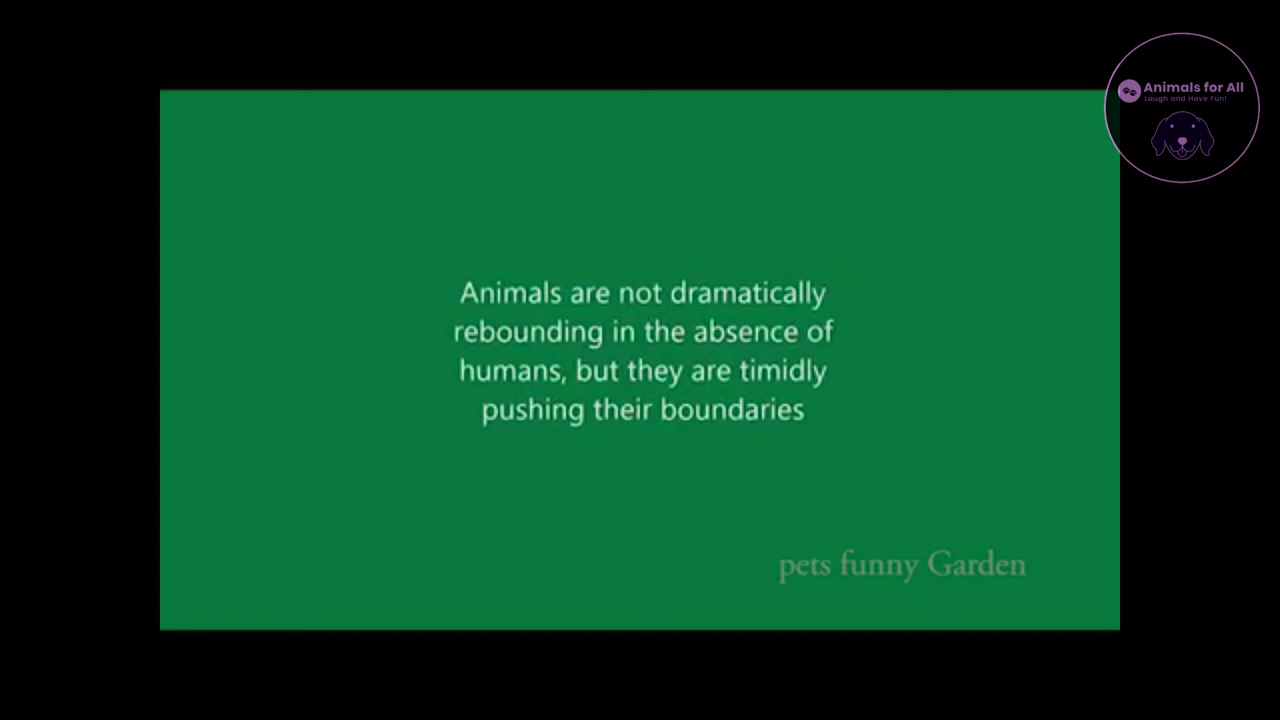 Animals for All
Laugh and Have Fun!
Animals are not dramatically
rebounding in the absence of
humans, but they are timidly
pushing their boundaries
pets funny Garden